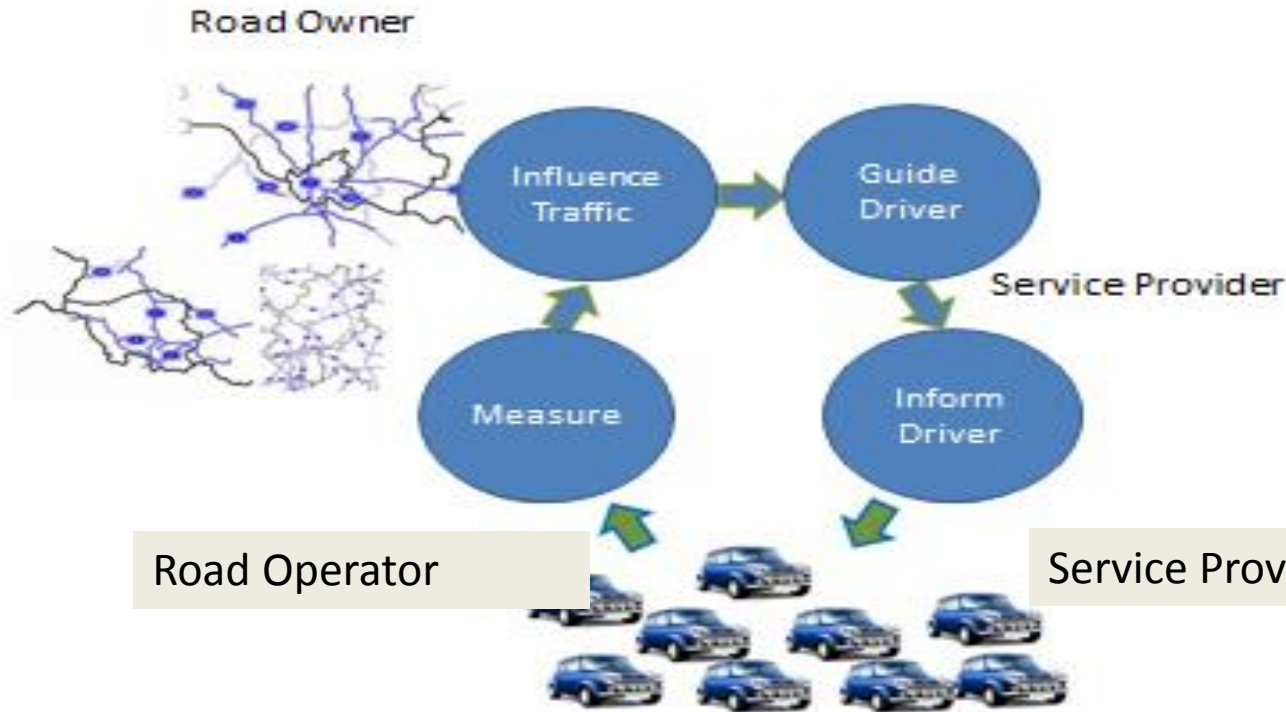 Road Owner
Influence
Traffic
Guide
Driver
Service Provider
Measure
Inform
Driver
Road Operator
Service Prov